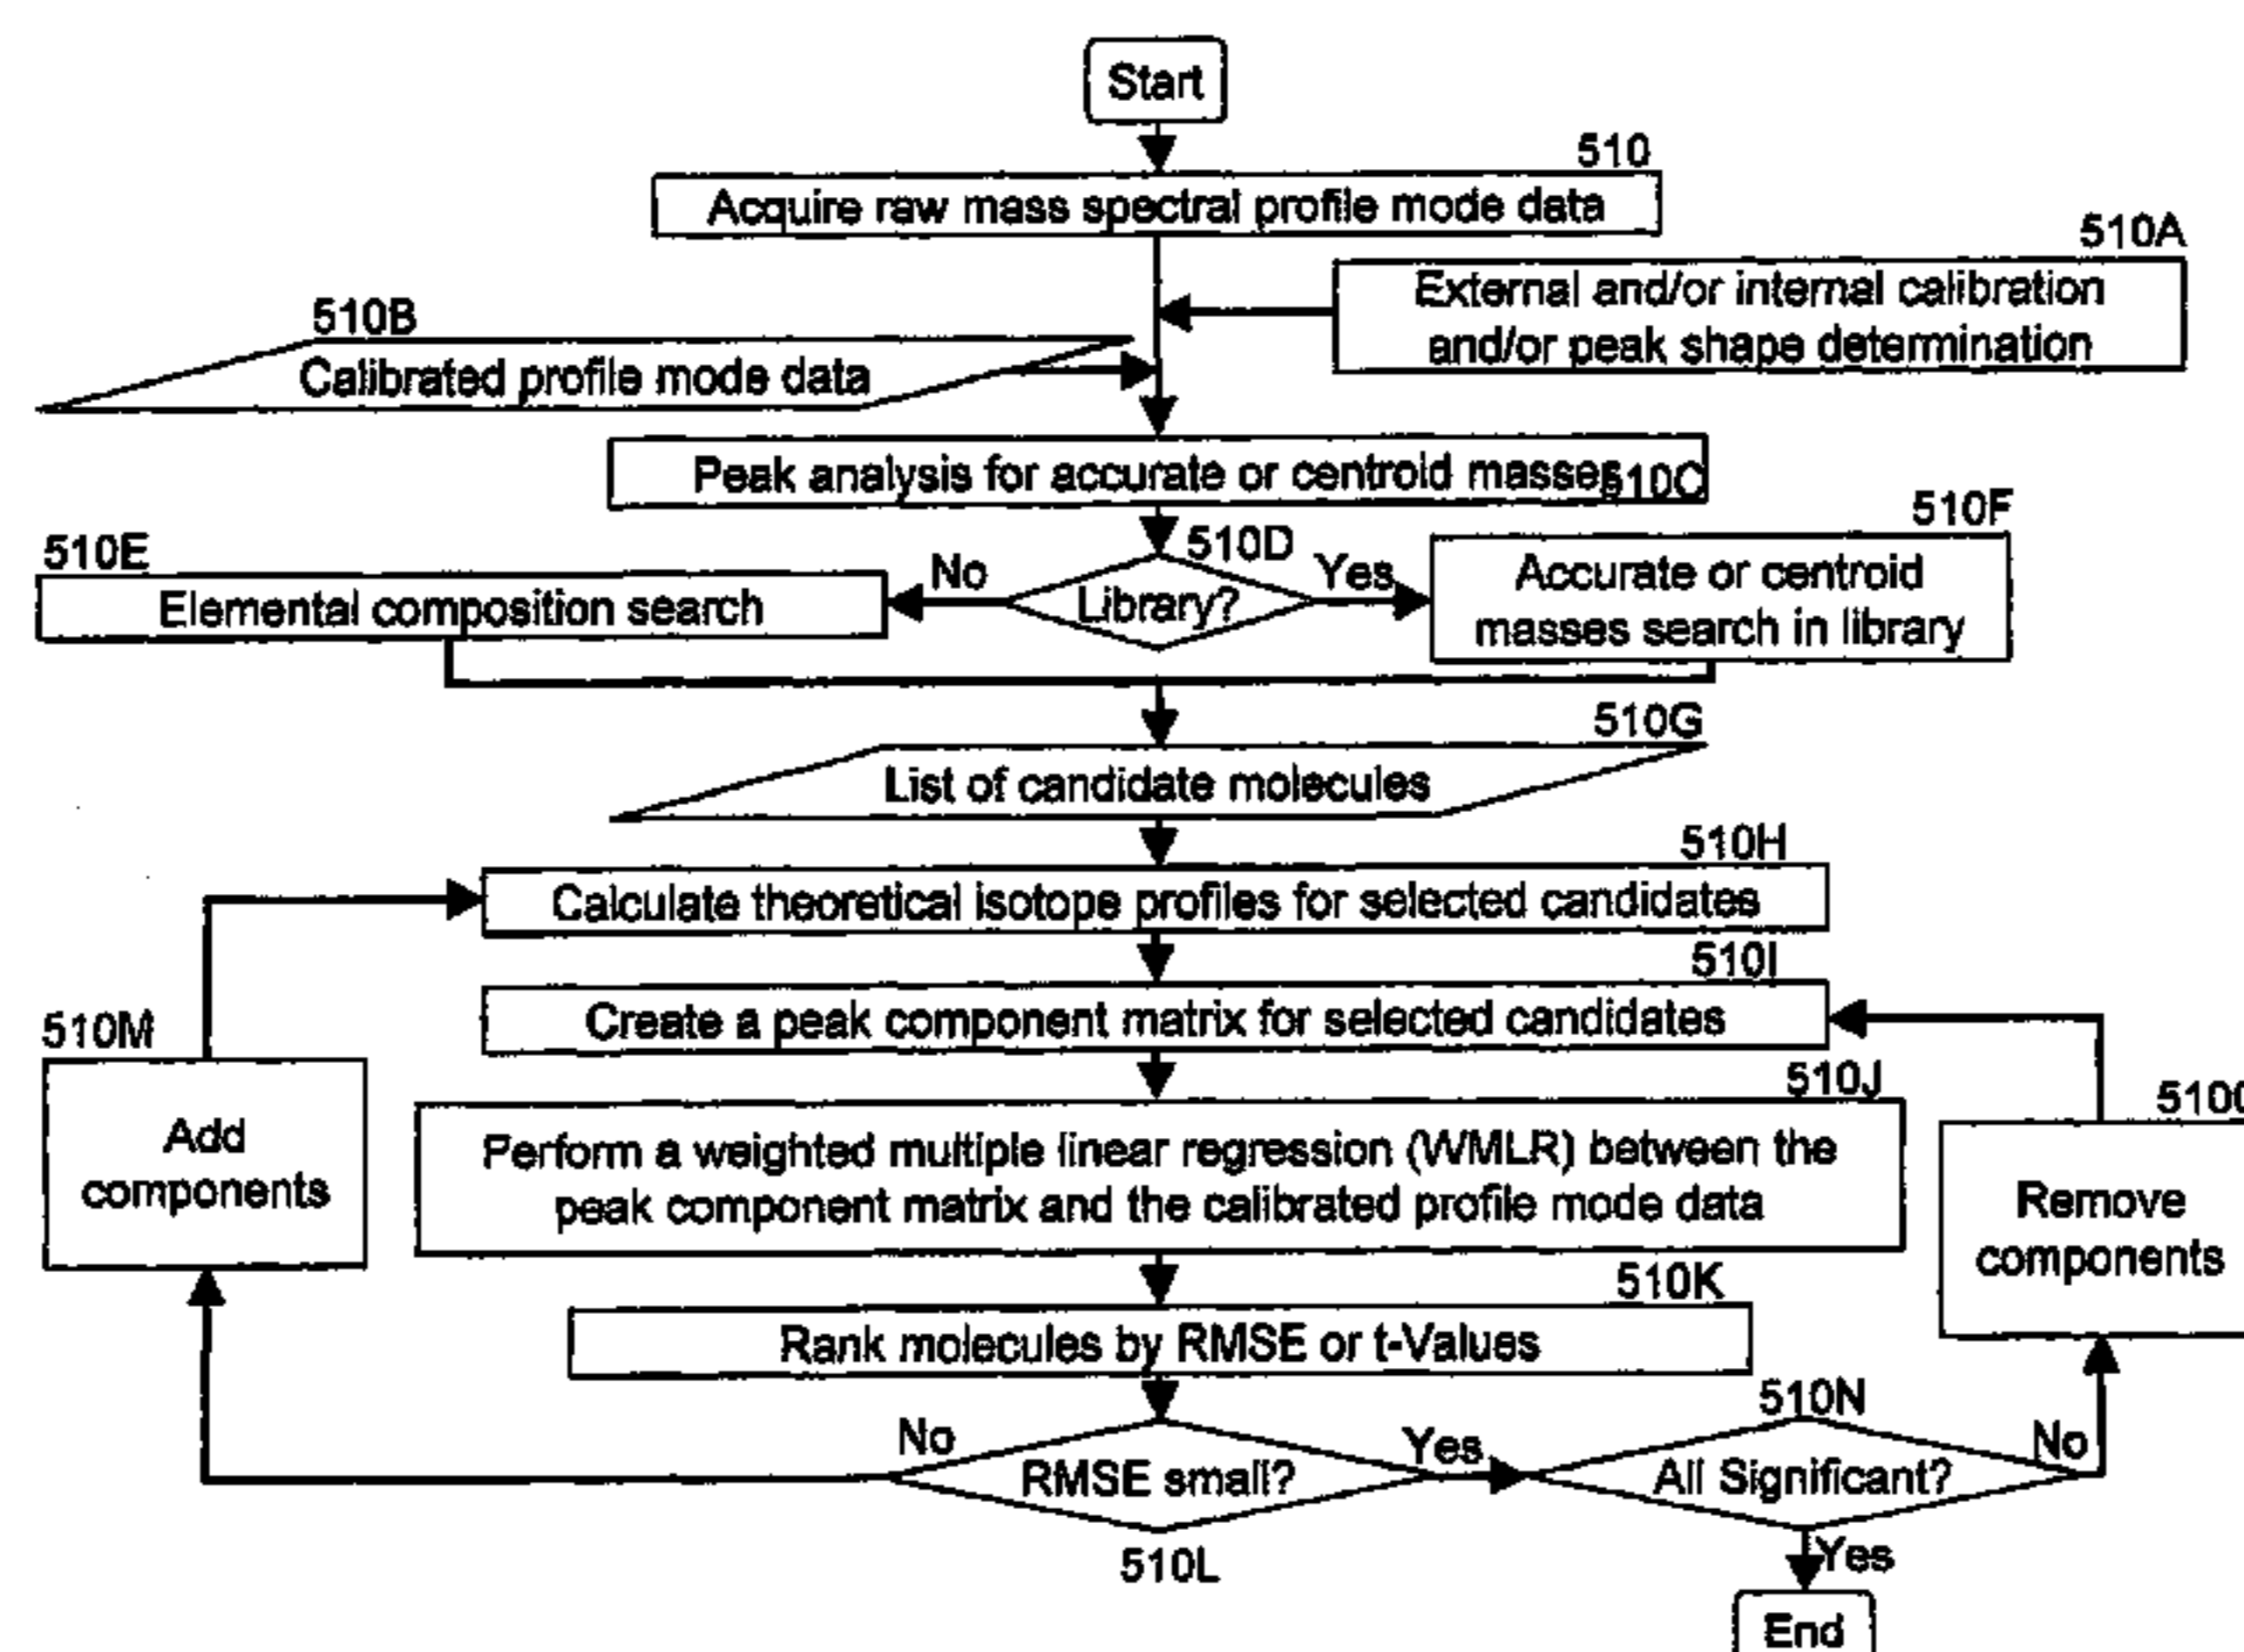 Start
510
Acquire raw mass spectral profile mode data
510A
External and/or internal calibration
and/or peak shape determination
510B
Calibrated profile mode data
Peak analysis for accurate or centroid masses
510C
510D
510E
No
Library?
Yes
510F
Elemental composition search
Accurate or centroid
masses search in library
510G
List of candidate molecules
510H
Calculate theoretical isotope profiles for selected candidates
510I
Create a peak component matrix for selected candidates
510M
Add
components
510J
Perform a weighted multiple linear regression (WMLR) between the
peak component matrix and the calibrated profile mode data
Remove
components
510K
Rank molecules by RMSE or t-Values
510N
No
RMSE small?
Yes
All Significant?
No
510L
Yes
End